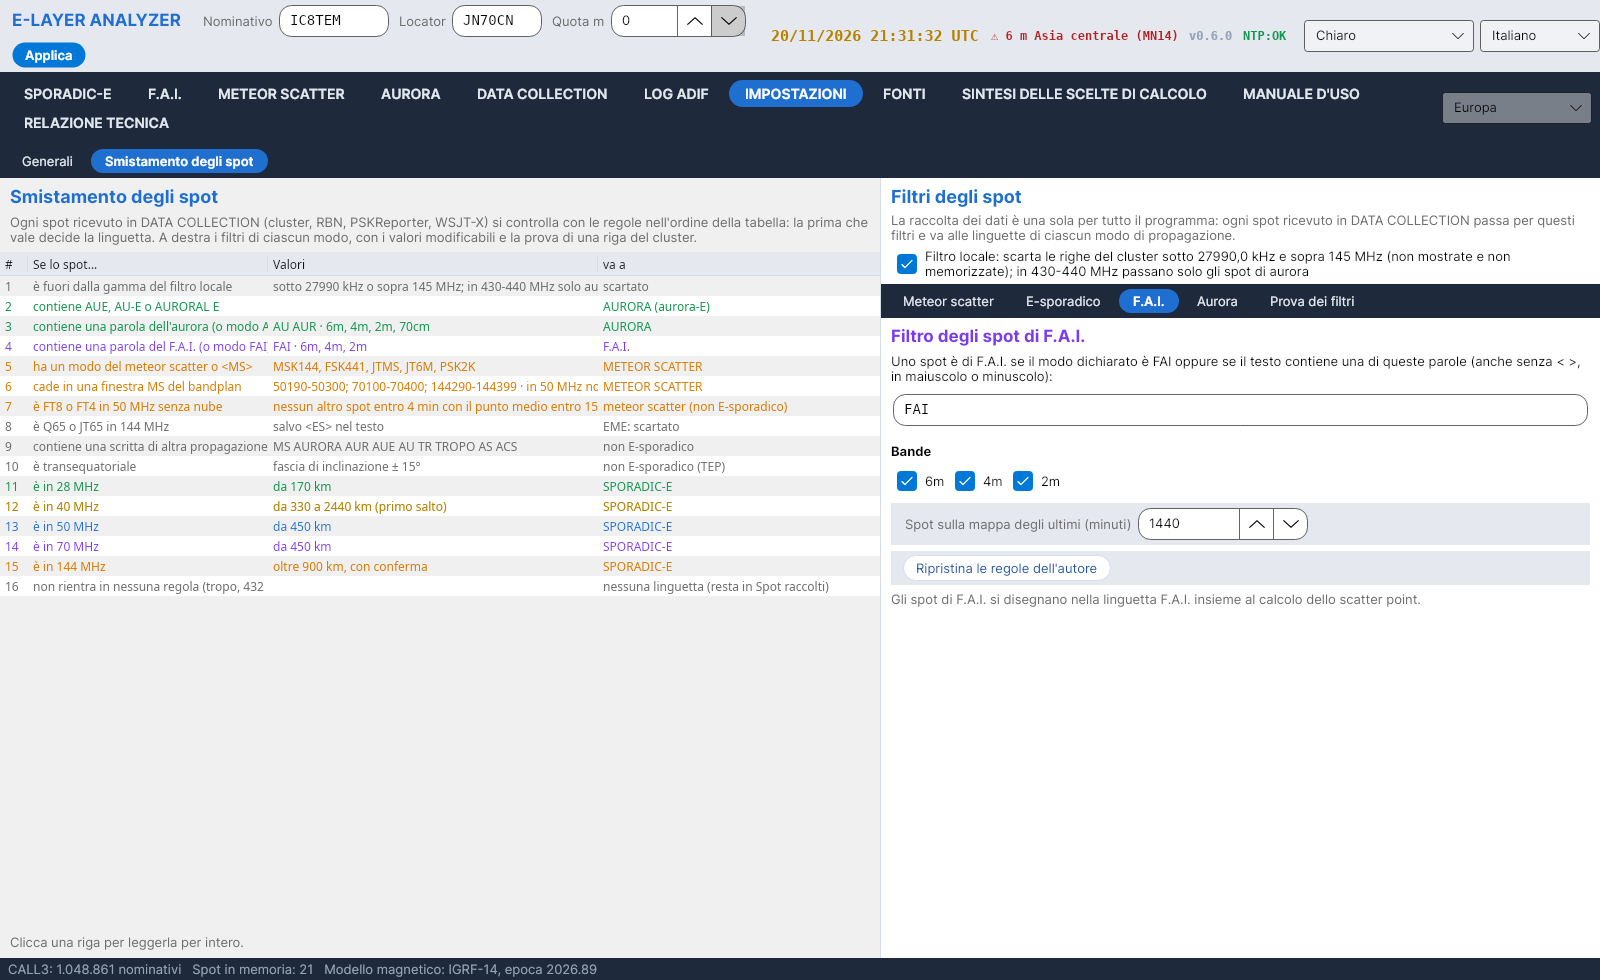 E-LAYER ANALYZER Nominativo IC8TEM Locator JN70CN Quota m 0
20/11/2026 21:31:32 UTC ⚠ 6 m Asia centrale (MN14) v0.6.0 NTP:OK Chiaro Italiano
Applica
SPORADIC-E F.A.I. METEOR SCATTER AURORA DATA COLLECTION LOG ADIF IMPOSTAZIONI FONTI SINTESI DELLE SCELTE DI CALCOLO MANUALE D'USO
RELAZIONE TECNICA
Europa
Generali Smistamento degli spot
Smistamento degli spot
Ogni spot ricevuto in DATA COLLECTION (cluster, RBN, PSKReporter, WSJT-X) si controlla con le regole nell'ordine della tabella: la prima che
vale decide la linguetta. A destra i filtri di ciascun modo, con i valori modificabili e la prova di una riga del cluster.
# Se lo spot... Valori va a
1 è fuori dalla gamma del filtro locale sotto 27990 kHz o sopra 145 MHz; in 430-440 MHz solo au scartato
2 contiene AUE, AU-E o AURORAL E AURORA (aurora-E)
3 contiene una parola dell'aurora (o modo A AU AUR · 6m, 4m, 2m, 70cm AURORA
4 contiene una parola del F.A.I. (o modo FAI FAI · 6m, 4m, 2m F.A.I.
5 ha un modo del meteor scatter o <MS> MSK144, FSK441, JTMS, JT6M, PSK2K METEOR SCATTER
6 cade in una finestra MS del bandplan 50190-50300; 70100-70400; 144290-144399 · in 50 MHz nc METEOR SCATTER
7 è FT8 o FT4 in 50 MHz senza nube nessun altro spot entro 4 min con il punto medio entro 15 meteor scatter (non E-sporadico)
8 è Q65 o JT65 in 144 MHz salvo <ES> nel testo EME: scartato
9 contiene una scritta di altra propagazione MS AURORA AUR AUE AU TR TROPO AS ACS non E-sporadico
10 è transequatoriale fascia di inclinazione ± 15° non E-sporadico (TEP)
11 è in 28 MHz da 170 km SPORADIC-E
12 è in 40 MHz da 330 a 2440 km (primo salto) SPORADIC-E
13 è in 50 MHz da 450 km SPORADIC-E
14 è in 70 MHz da 450 km SPORADIC-E
15 è in 144 MHz oltre 900 km, con conferma SPORADIC-E
16 non rientra in nessuna regola (tropo, 432 nessuna linguetta (resta in Spot raccolti)
Clicca una riga per leggerla per intero.
Filtri degli spot
La raccolta dei dati è una sola per tutto il programma: ogni spot ricevuto in DATA COLLECTION passa per questi
filtri e va alle linguette di ciascun modo di propagazione.
Filtro locale: scarta le righe del cluster sotto 27990,0 kHz e sopra 145 MHz (non mostrate e non
memorizzate); in 430-440 MHz passano solo gli spot di aurora
Meteor scatter E-sporadico F.A.I. Aurora Prova dei filtri
Filtro degli spot di F.A.I.
Uno spot è di F.A.I. se il modo dichiarato è FAI oppure se il testo contiene una di queste parole (anche senza < >,
in maiuscolo o minuscolo):
FAI
Bande
6m 4m 2m
Spot sulla mappa degli ultimi (minuti) 1440
Ripristina le regole dell'autore
Gli spot di F.A.I. si disegnano nella linguetta F.A.I. insieme al calcolo dello scatter point.
CALL3: 1.048.861 nominativi Spot in memoria: 21 Modello magnetico: IGRF-14, epoca 2026.89